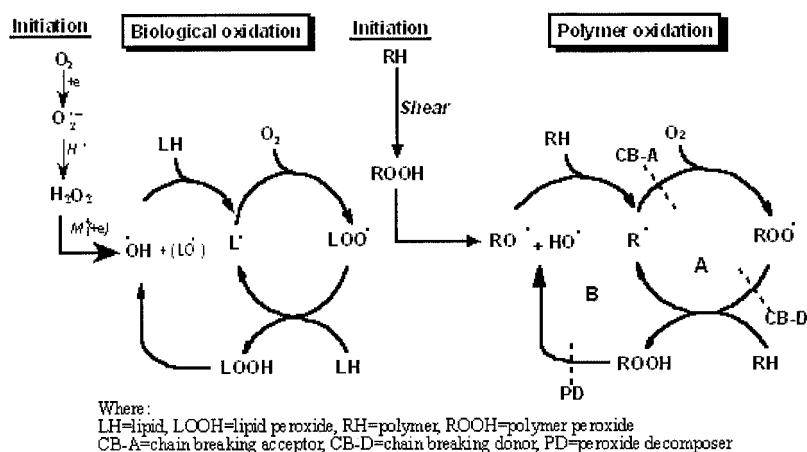 Initiation
Biological oxidation
O₂
+e
O₂˙⁻
H⁺
H₂O₂
M⁺(+e)
˙OH + (LO˙)
LH
O₂
L˙
LOO˙
LOOH
LH
Initiation
Polymer oxidation
RH
Shear
ROOH
RH
CB-A
O₂
RO˙ + HO˙
R˙
ROO˙
A
B
CB-D
ROOH
RH
PD
Where:
LH=lipid, LOOH=lipid peroxide, RH=polymer, ROOH=polymer peroxide
CB-A=chain breaking acceptor, CB-D=chain breaking donor, PD=peroxide decomposer